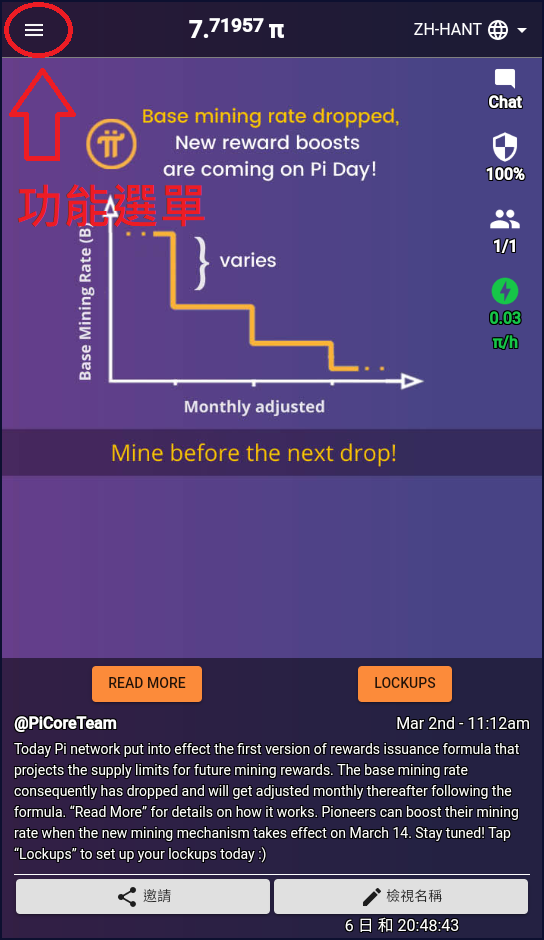 7.71957 π
ZH-HANT
Chat
Base mining rate dropped,
New reward boosts
are coming on Pi Day!
100%
功能選單
1/1
Base Mining Rate (B)
varies
0.03
π/h
Monthly adjusted
Mine before the next drop!
READ MORE
LOCKUPS
@PiCoreTeam
Mar 2nd - 11:12am
Today Pi network put into effect the first version of rewards issuance formula that
projects the supply limits for future mining rewards. The base mining rate
consequently has dropped and will get adjusted monthly thereafter following the
formula. “Read More” for details on how it works. Pioneers can boost their mining
rate when the new mining mechanism takes effect on March 14. Stay tuned! Tap
“Lockups” to set up your lockups today :)
邀請
檢視名稱
6 日 和 20:48:43